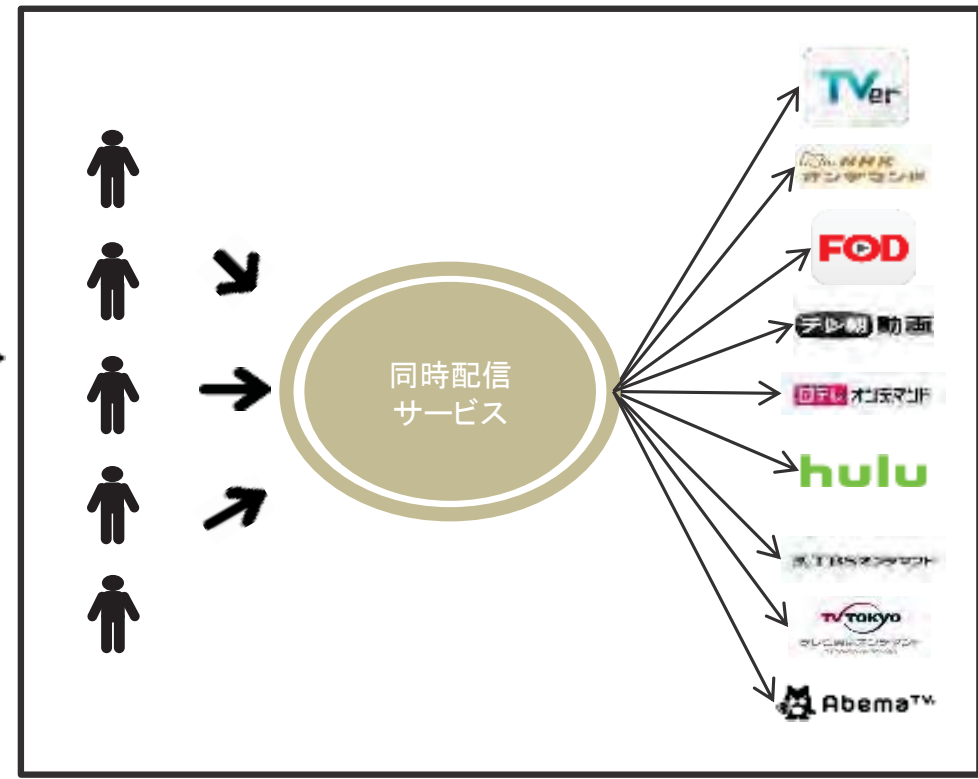 同時配信
サービス
TVer
NHK
オンデマンド
FOD
テレ朝動画
日テレ オンデマンド
hulu
TBSオンデマンド
TV TOKYO
AbemaTV